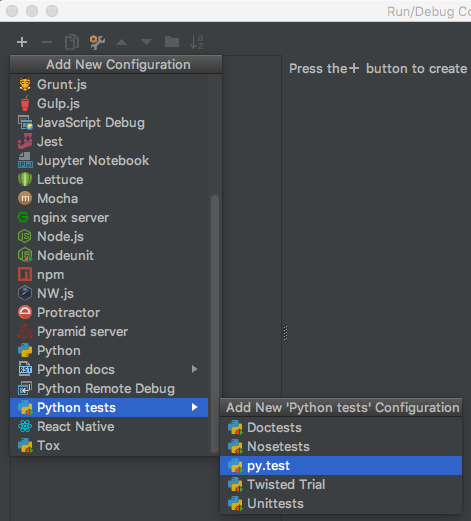 Run/Debug Co
Add New Configuration
Press the + button to create
Grunt.js
Gulp.js
JavaScript Debug
Jest
Jupyter Notebook
Lettuce
Mocha
nginx server
Node.js
Nodeunit
npm
NW.js
Protractor
Pyramid server
Python
Python docs
Python Remote Debug
Python tests
React Native
Tox
Add New 'Python tests' Configuration
Doctests
Nosetests
py.test
Twisted Trial
Unittests